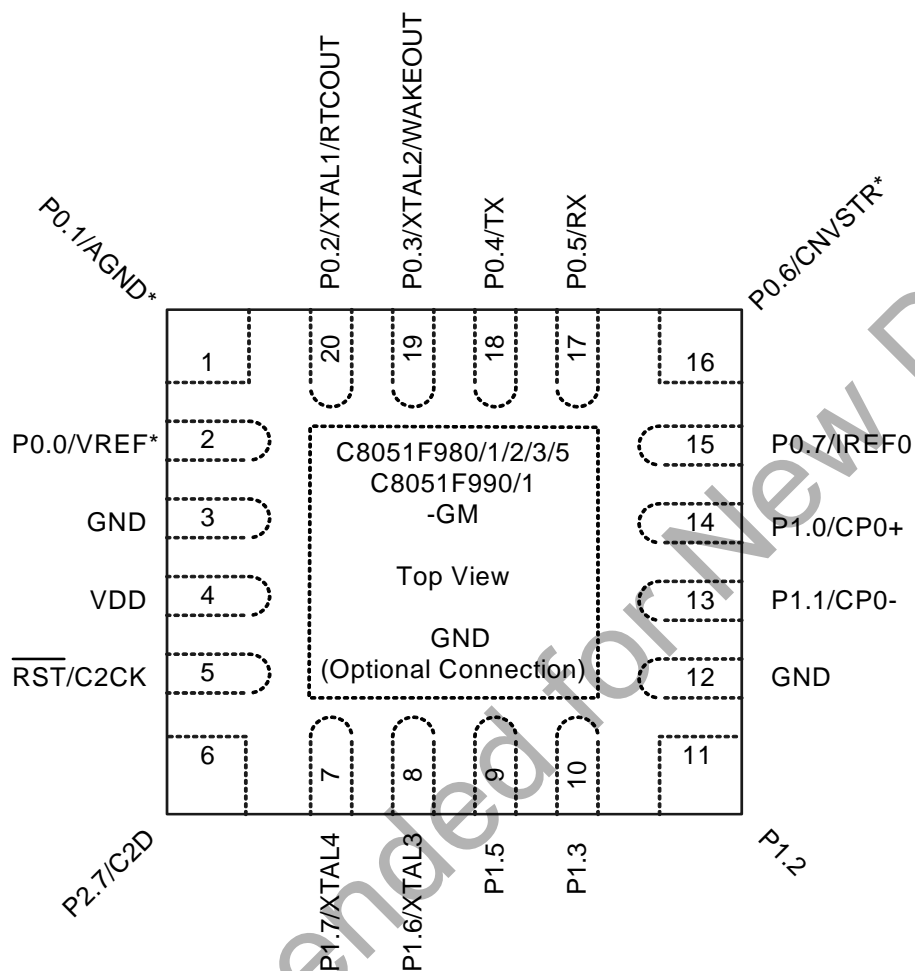 P0.2/XTAL1/RTCOUT
P0.3/XTAL2/WAKEOUT
P0.4/TX
P0.5/RX
P0.1/AGND*
P0.6/CNVSTR*
1
20
19
18
17
16
P0.0/VREF*
2
15
P0.7/IREF0
GND
3
14
P1.0/CP0+
VDD
4
13
P1.1/CP0-
RST/C2CK
5
12
GND
C8051F980/1/2/3/5
C8051F990/1
-GM
Top View
GND
(Optional Connection)
6
7
8
9
10
11
P2.7/C2D
P1.7/XTAL4
P1.6/XTAL3
P1.5
P1.3
P1.2
ended for New D